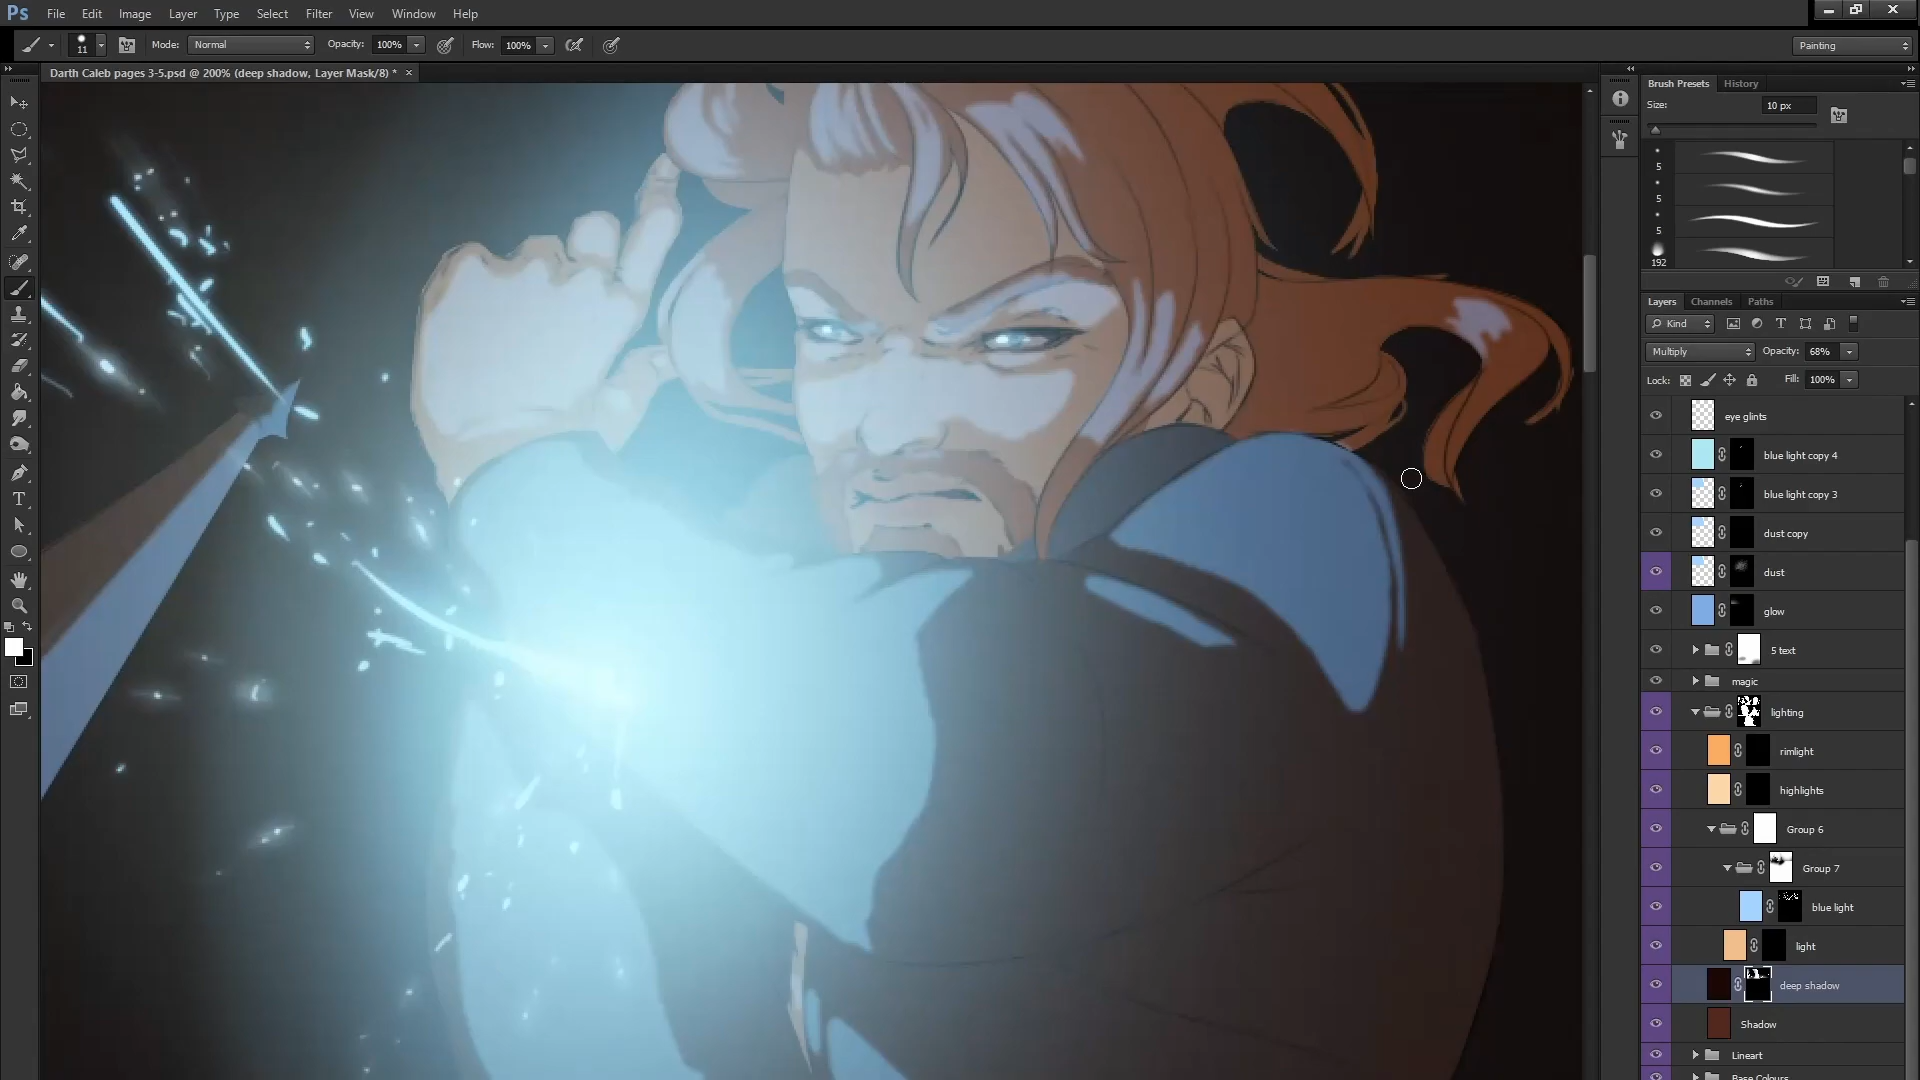 Ps File Edit Image Layer Type Select Filter View Window Help
11 Mode: Normal Opacity: 100% Flow: 100% Painting
Darth Caleb pages 3-5.psd @ 200% (deep shadow, Layer Mask/8) * ×
Brush Presets History
Size: 10 px
5
5
5
192
Layers Channels Paths
Kind
Multiply Opacity: 68%
Lock: Fill: 100%
eye glints
blue light copy 4
blue light copy 3
dust copy
dust
glow
5 text
magic
lighting
rimlight
highlights
Group 6
Group 7
blue light
light
deep shadow
Shadow
Lineart
Base Colours